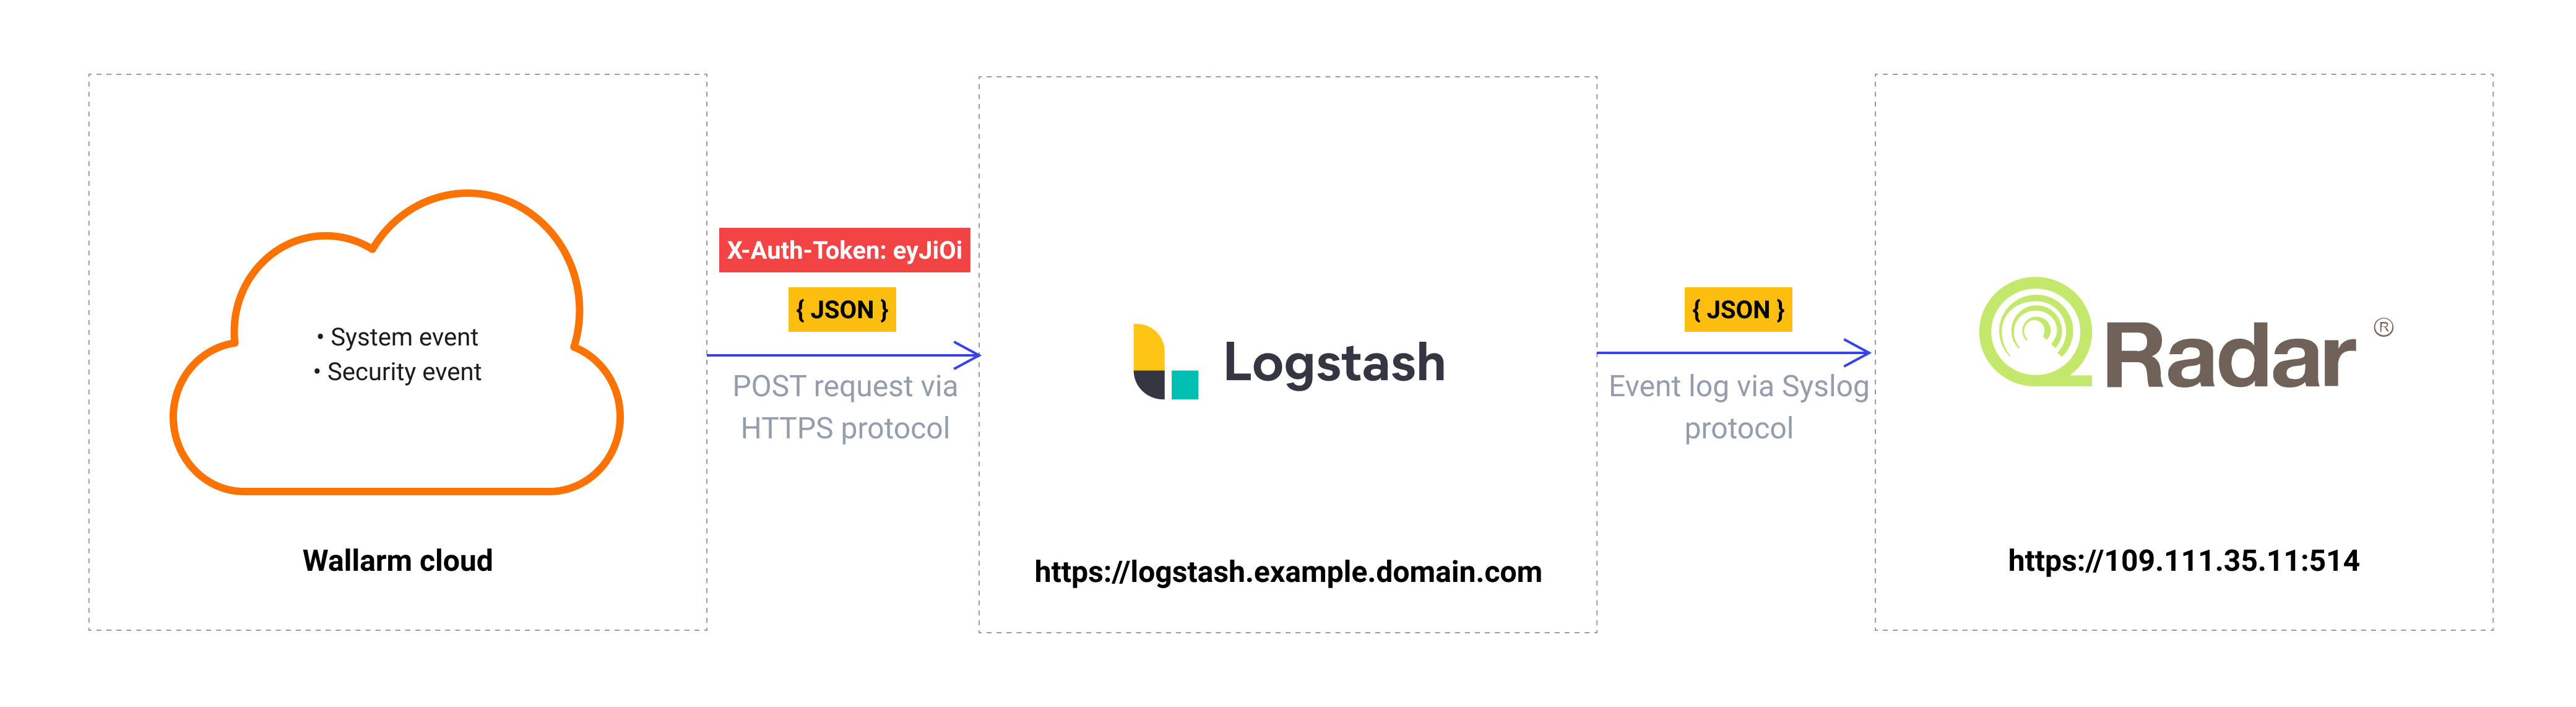 • System event
• Security event
Wallarm cloud
X-Auth-Token: eyJiOi
{ JSON }
POST request via
HTTPS protocol
Logstash
https://logstash.example.domain.com
{ JSON }
Event log via Syslog
protocol
QRadar ®
https://109.111.35.11:514